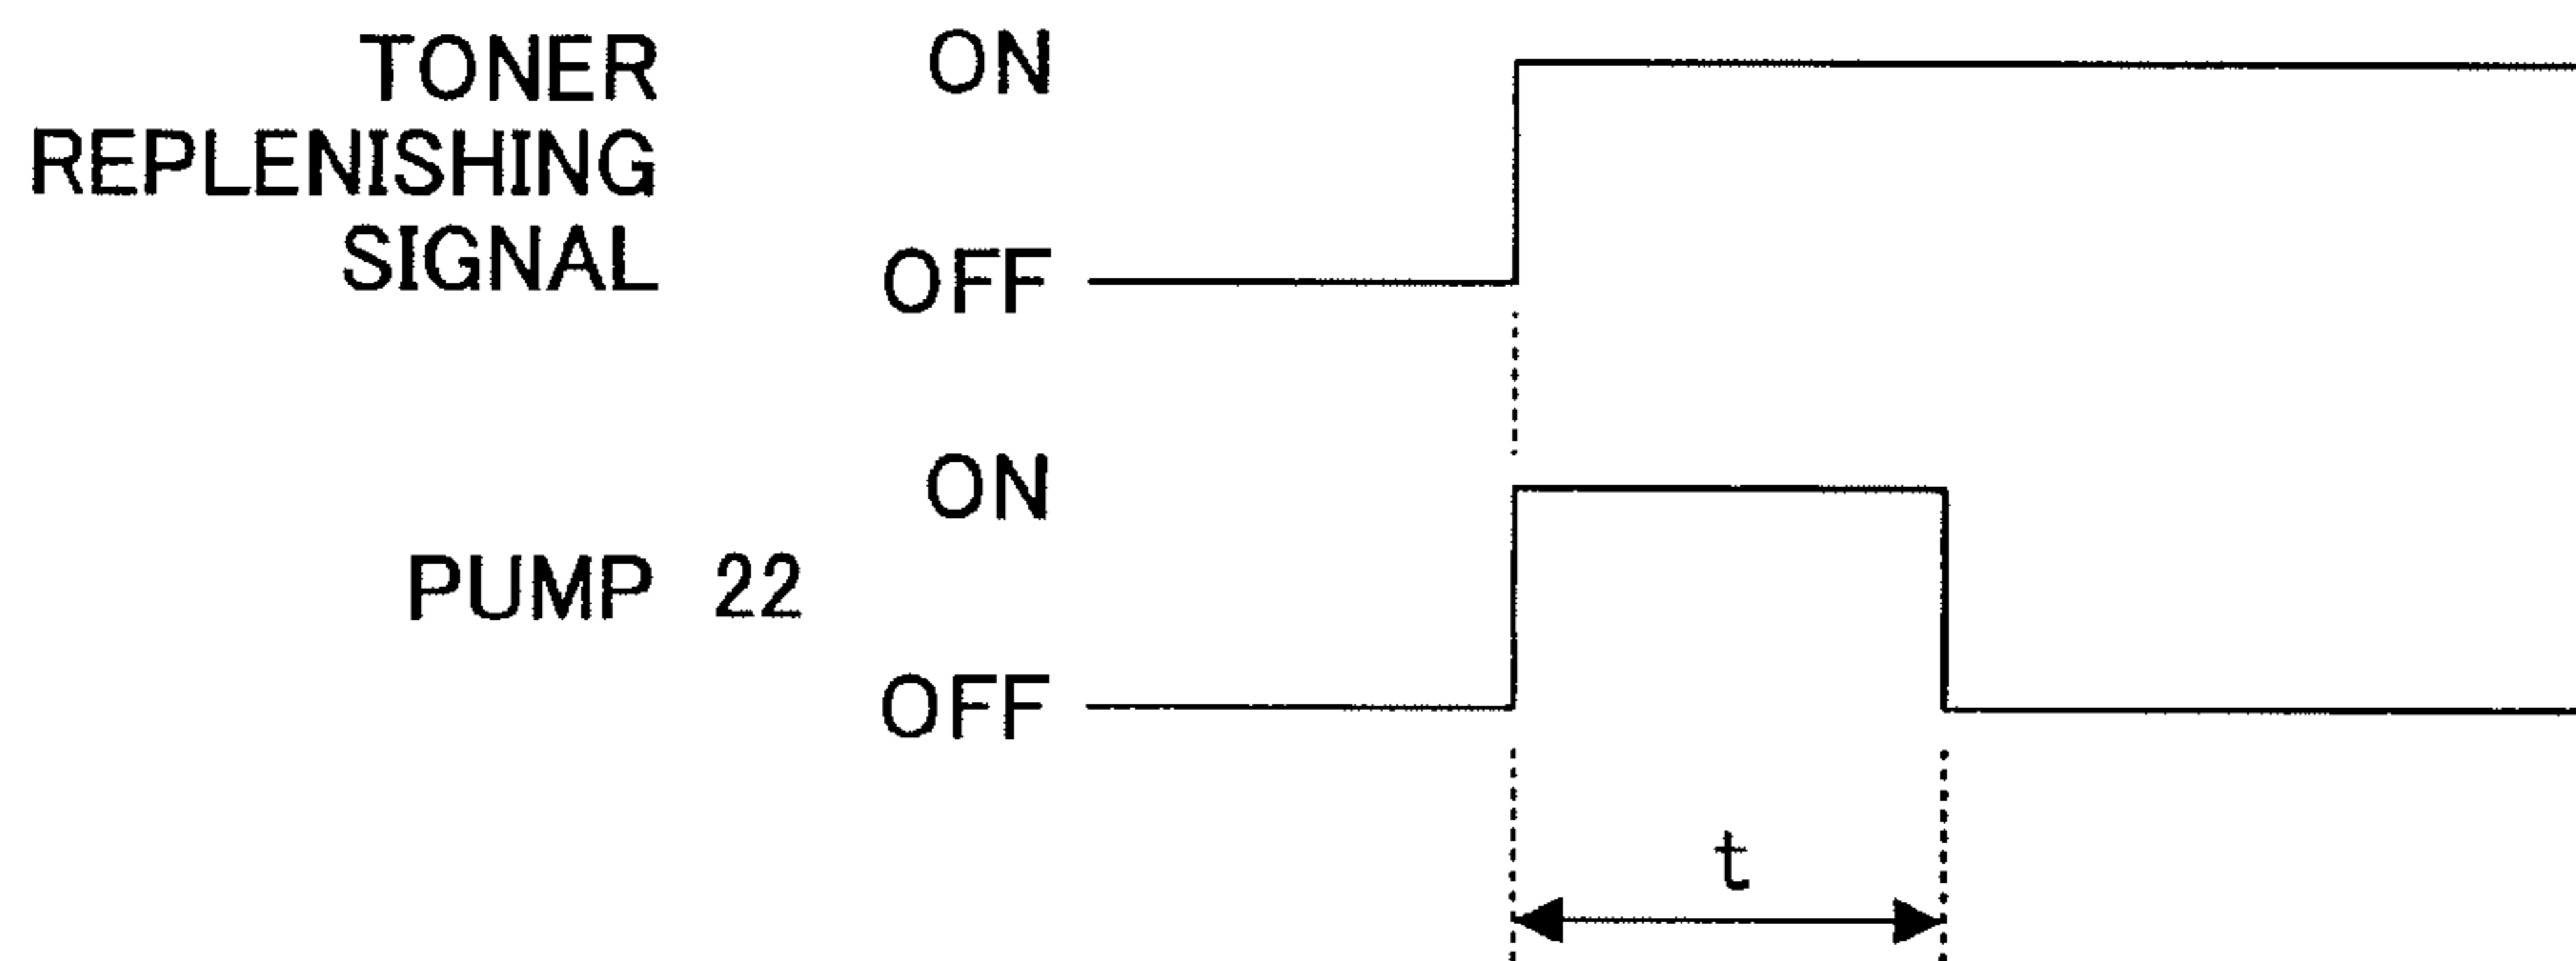 TONER
REPLENISHING
SIGNAL
ON
OFF
PUMP 22
ON
OFF
t